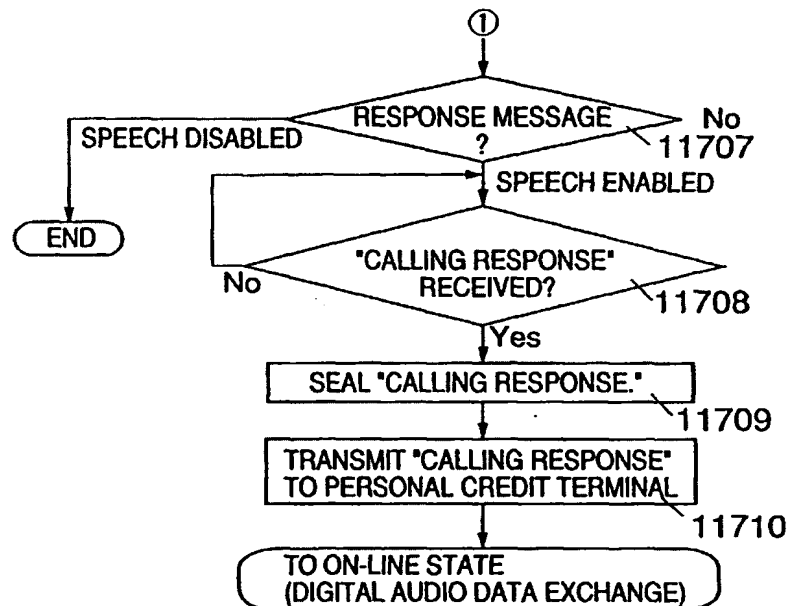 1
RESPONSE MESSAGE
?
No
11707
SPEECH DISABLED
SPEECH ENABLED
END
"CALLING RESPONSE"
RECEIVED?
No
11708
Yes
SEAL "CALLING RESPONSE."
11709
TRANSMIT "CALLING RESPONSE"
TO PERSONAL CREDIT TERMINAL
11710
TO ON-LINE STATE
(DIGITAL AUDIO DATA EXCHANGE)